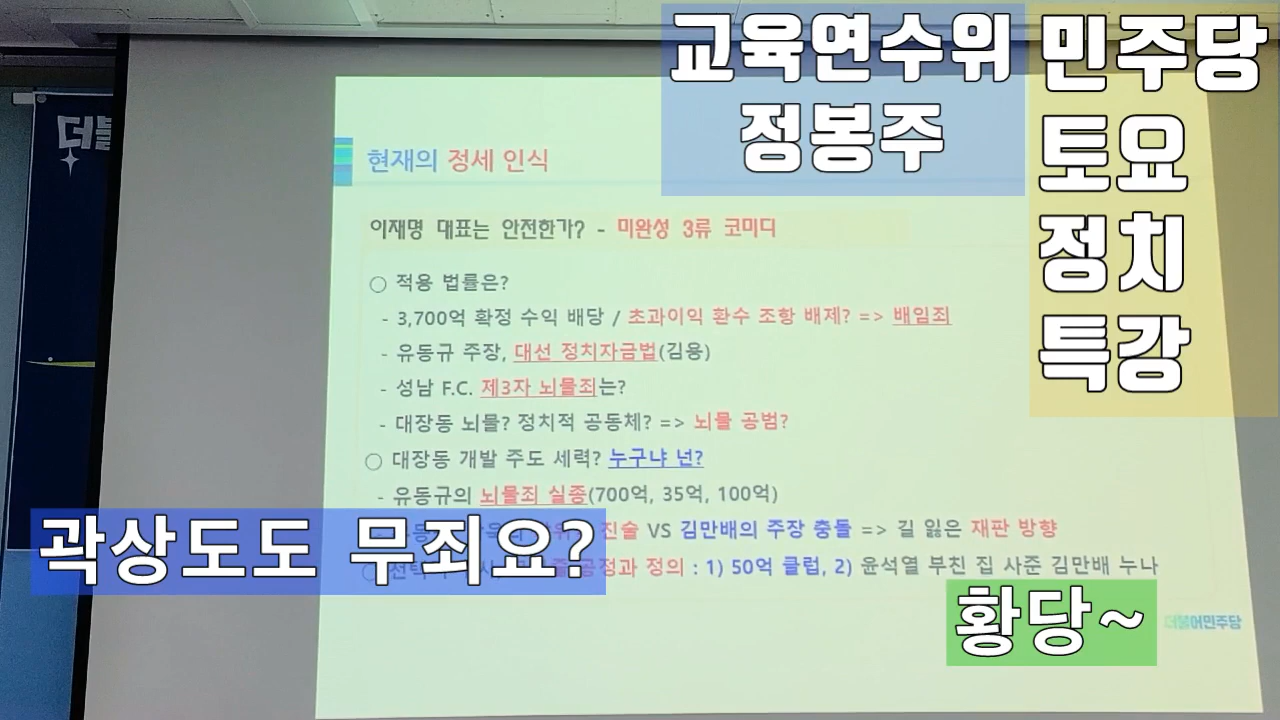 교육연수위
정봉주
민주당
토요
정치
특강
더불
현재의 정세 인식
이재명 대표는 안전한가? - 미완성 3류 코미디
○ 적용 법률은?
- 3,700억 확정 수익 배당 / 초과이익 환수 조항 배제? => 배임죄
- 유동규 주장, 대선 정치자금법(김용)
- 성남 F.C. 제3자 뇌물죄는?
- 대장동 뇌물? 정치적 공동체? => 뇌물 공범?
○ 대장동 개발 주도 세력? 누구냐 넌?
- 유동규의 뇌물죄 실종(700억, 35억, 100억)
진술 VS 김만배의 주장 충돌 => 길 잃은 재판 방향
공정과 정의 : 1) 50억 클럽, 2) 윤석열 부친 집 사준 김만배 누나
곽상도도 무죄요?
황당~
더불어민주당